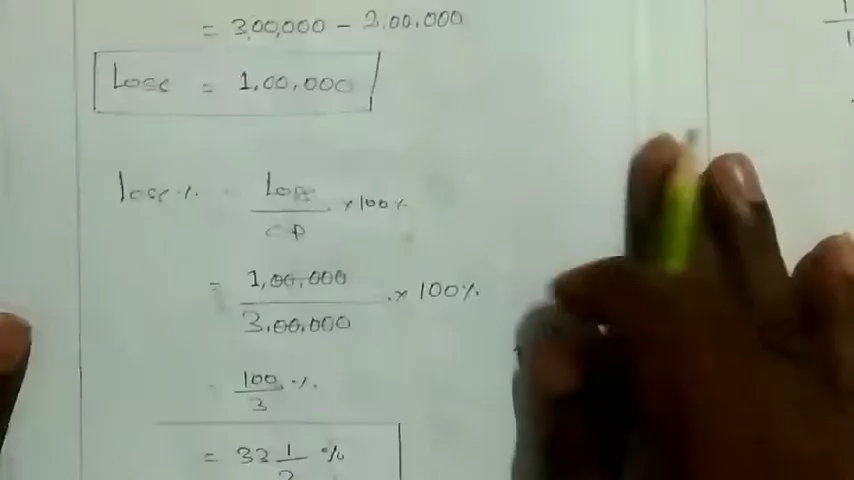 = 3,00,000 - 2,00,000
Loss = 1,00,000
loss % = Loss / CP × 100%
= 1,00,000 / 3,00,000 × 100%
= 100 / 3 %
= 33 1/3 %